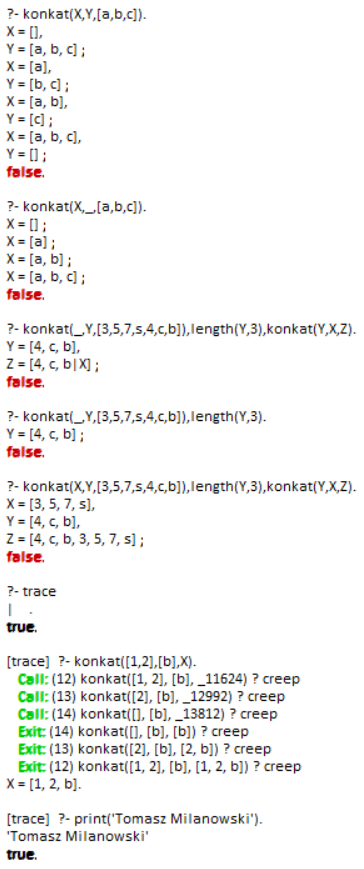 ?- konkat(X,Y,[a,b,c]).
X = [],
Y = [a, b, c] ;
X = [a],
Y = [b, c] ;
X = [a, b],
Y = [c] ;
X = [a, b, c],
Y = [] ;
false.
?- konkat(X,_,[a,b,c]).
X = [] ;
X = [a] ;
X = [a, b] ;
X = [a, b, c] ;
false.
?- konkat(_,Y,[3,5,7,s,4,c,b]),length(Y,3),konkat(Y,X,Z).
Y = [4, c, b],
Z = [4, c, b|X] ;
false.
?- konkat(_,Y,[3,5,7,s,4,c,b]),length(Y,3).
Y = [4, c, b] ;
false.
?- konkat(X,Y,[3,5,7,s,4,c,b]),length(Y,3),konkat(Y,X,Z).
X = [3, 5, 7, s],
Y = [4, c, b],
Z = [4, c, b, 3, 5, 7, s] ;
false.
?- trace
| .
true.
[trace] ?- konkat([1,2],[b],X).
Call: (12) konkat([1, 2], [b], _11624) ? creep
Call: (13) konkat([2], [b], _12992) ? creep
Call: (14) konkat([], [b], _13812) ? creep
Exit: (14) konkat([], [b], [b]) ? creep
Exit: (13) konkat([2], [b], [2, b]) ? creep
Exit: (12) konkat([1, 2], [b], [1, 2, b]) ? creep
X = [1, 2, b].
[trace] ?- print('Tomasz Milanowski').
'Tomasz Milanowski'
true.